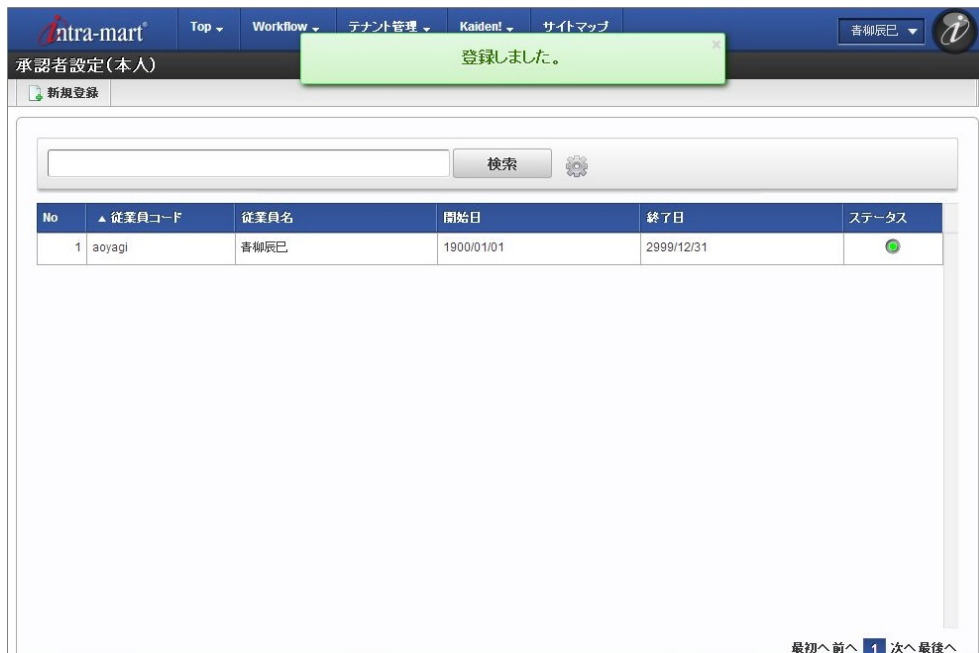 intra-mart® Top Workflow テナント管理 Kaiden! サイトマップ 青柳辰巳
登録しました。 ×
承認者設定(本人)
新規登録
検索
No ▲ 従業員コード 従業員名 開始日 終了日 ステータス
1 aoyagi 青柳辰巳 1900/01/01 2999/12/31
最初へ 前へ 1 次へ 最後へ